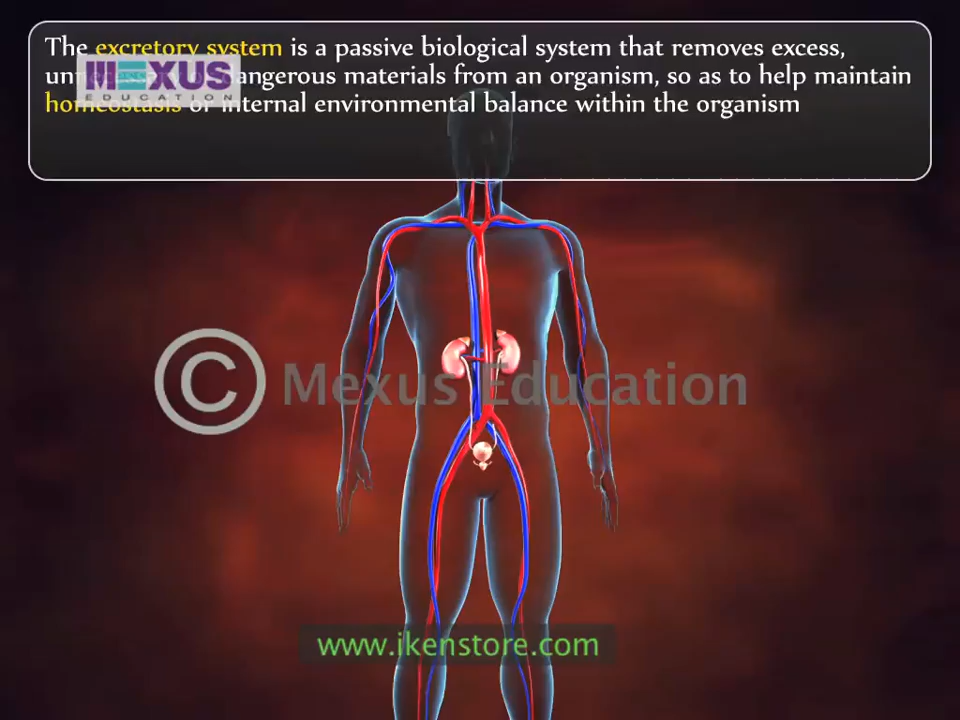 The excretory system is a passive biological system that removes excess,
dangerous materials from an organism, so as to help maintain
homeostasis or internal environmental balance within the organism
MEXUS
EDUCATION
© Mexus Education
www.ikenstore.com